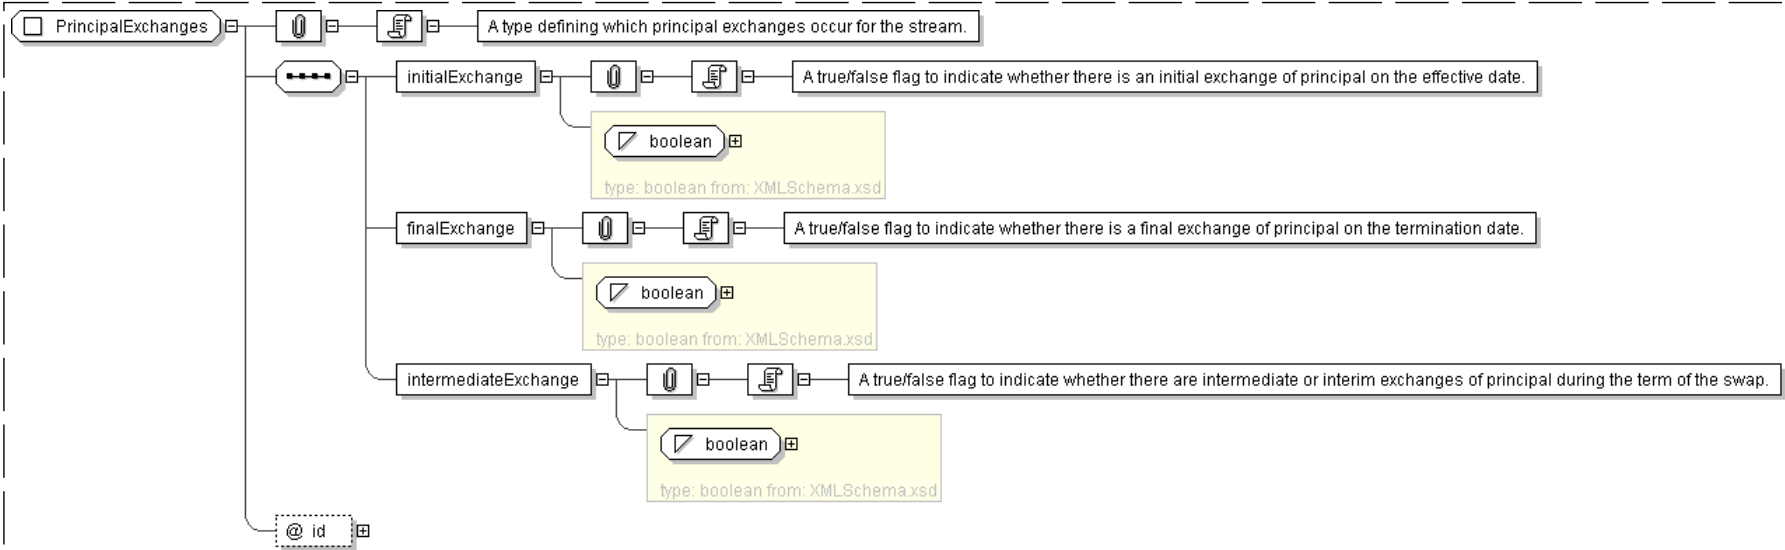 PrincipalExchanges
A type defining which principal exchanges occur for the stream.
initialExchange
A true/false flag to indicate whether there is an initial exchange of principal on the effective date.
boolean
type: boolean from: XMLSchema.xsd
finalExchange
A true/false flag to indicate whether there is a final exchange of principal on the termination date.
boolean
type: boolean from: XMLSchema.xsd
intermediateExchange
A true/false flag to indicate whether there are intermediate or interim exchanges of principal during the term of the swap.
boolean
type: boolean from: XMLSchema.xsd
@ id